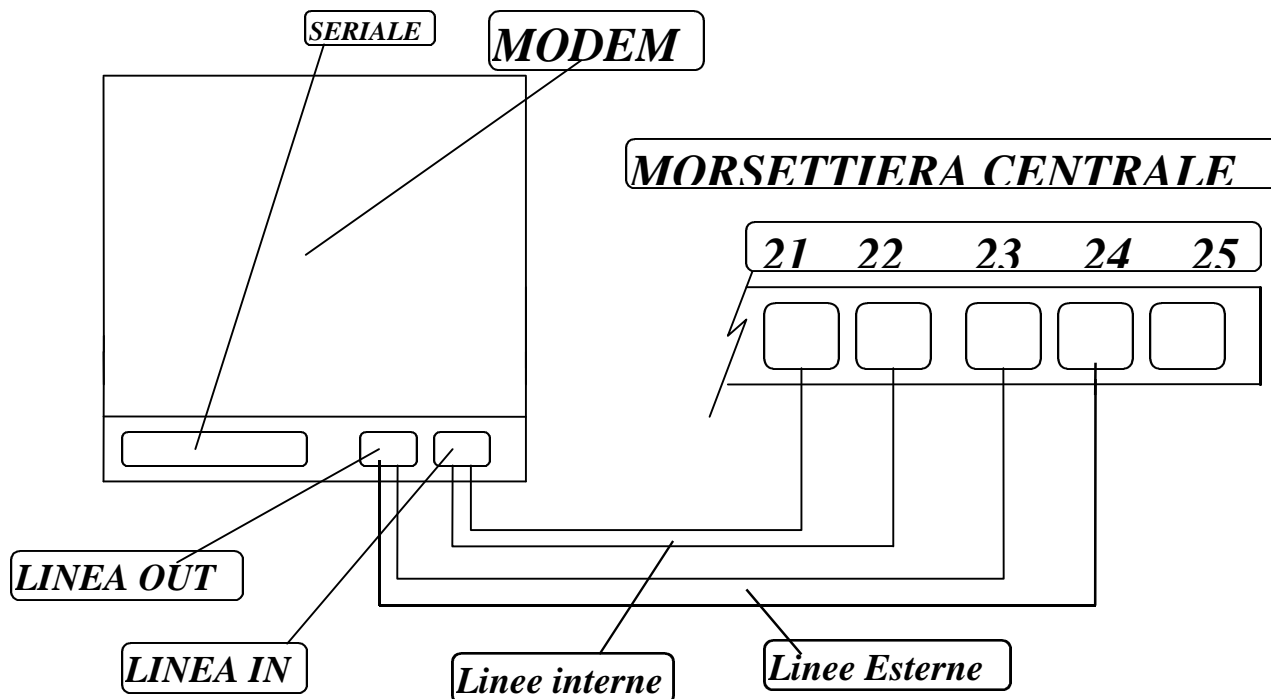 SERIALE
MODEM
MORSETTIERA CENTRALE
21 22 23 24 25
LINEA OUT
LINEA IN
Linee interne
Linee Esterne